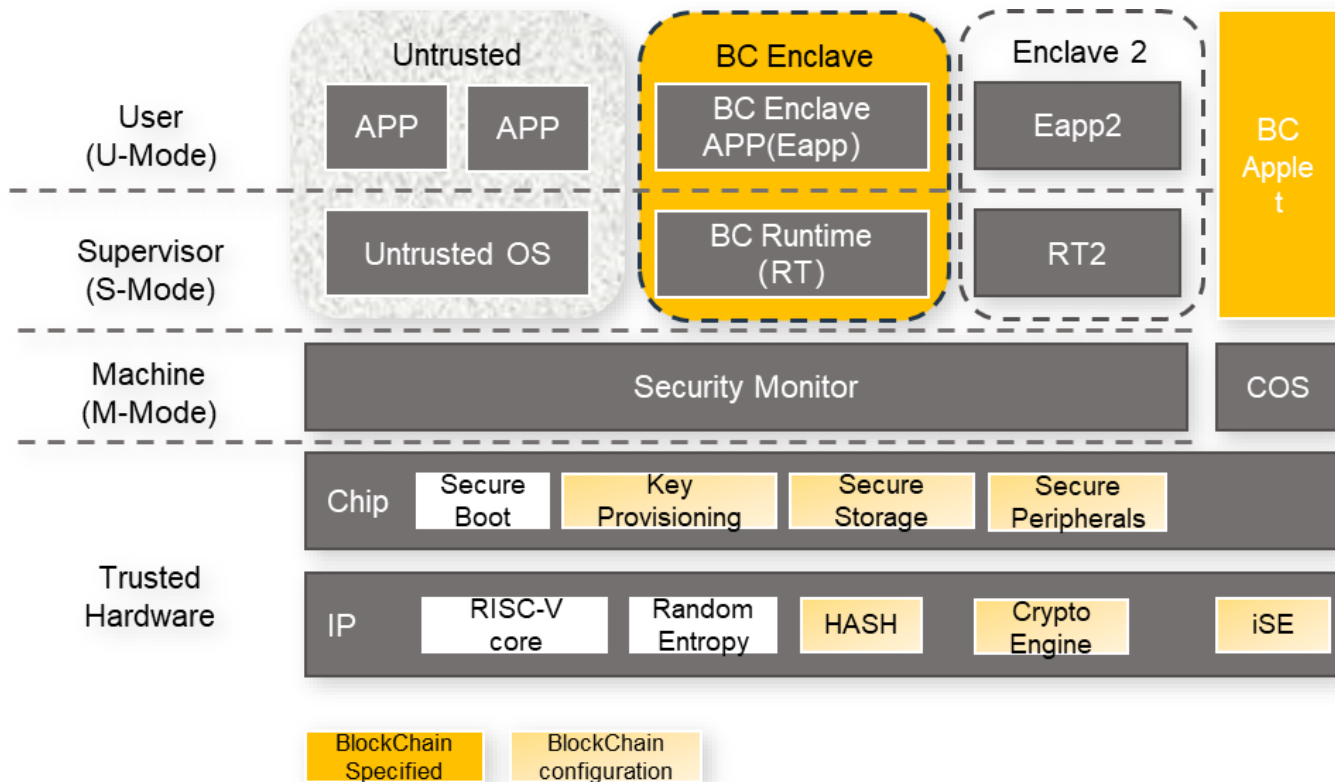 Untrusted
BC Enclave
Enclave 2
User
(U-Mode)
APP
APP
BC Enclave
APP(Eapp)
Eapp2
BC
Apple
t
Supervisor
(S-Mode)
Untrusted OS
BC Runtime
(RT)
RT2
Machine
(M-Mode)
Security Monitor
COS
Trusted
Hardware
Chip
Secure
Boot
Key
Provisioning
Secure
Storage
Secure
Peripherals
IP
RISC-V
core
Random
Entropy
HASH
Crypto
Engine
iSE
BlockChain
Specified
BlockChain
configuration